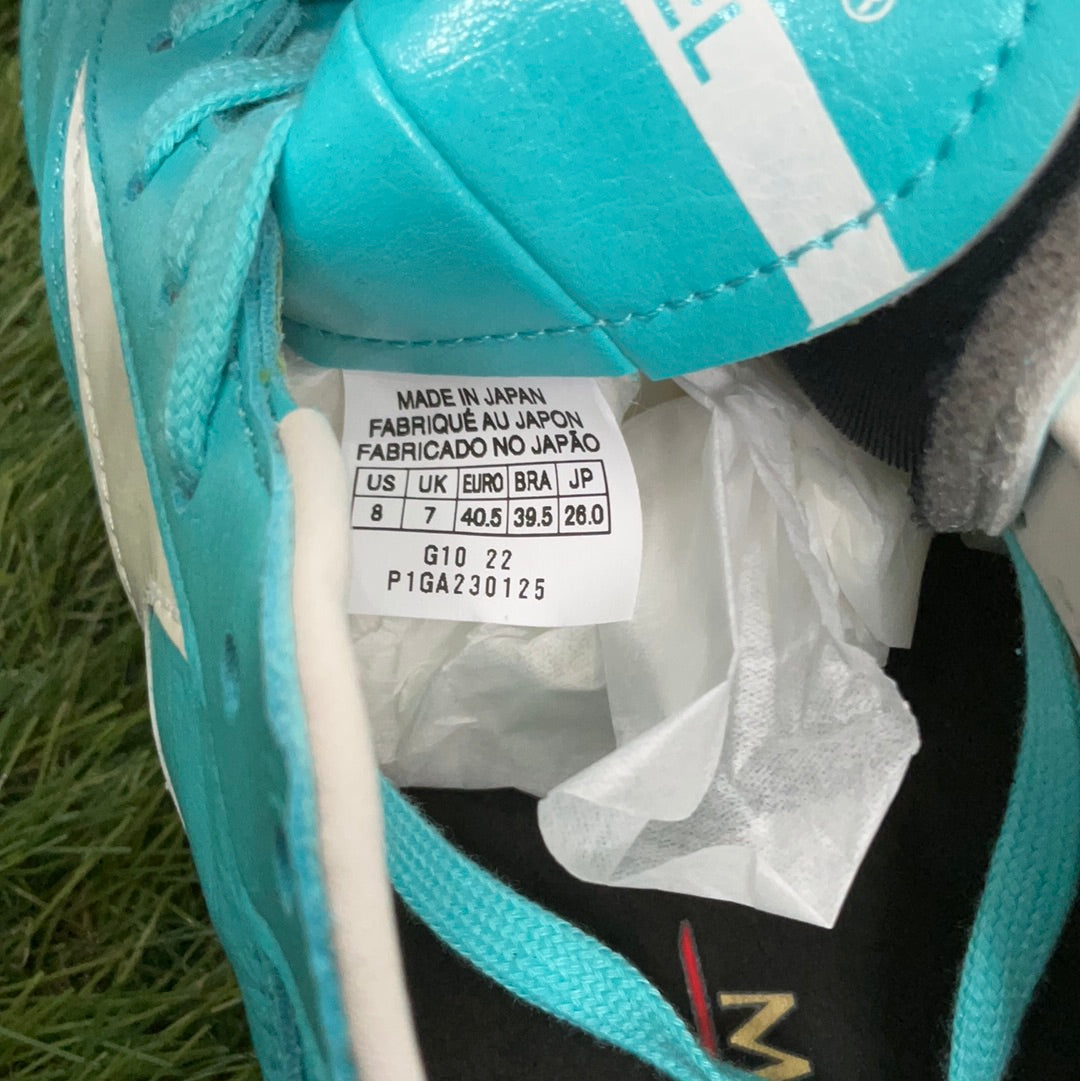 EL
®
MADE IN JAPAN
FABRIQUÉ AU JAPON
FABRICADO NO JAPÃO
US UK EURO BRA JP
8 7 40.5 39.5 26.0
G10 22
P1GA230125
M